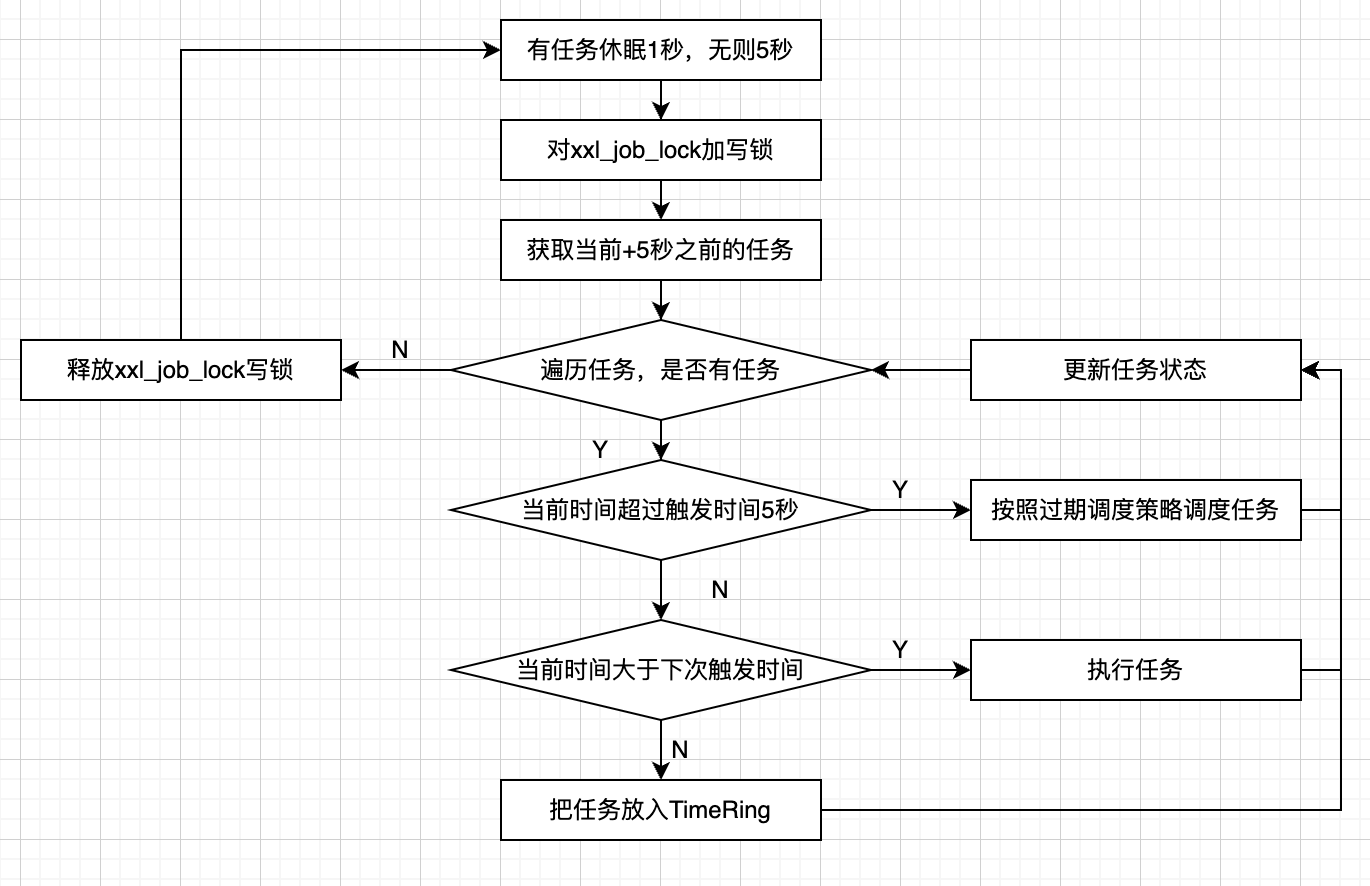 有任务休眠1秒，无则5秒
对xxl_job_lock加写锁
获取当前+5秒之前的任务
释放xxl_job_lock写锁
N
遍历任务，是否有任务
更新任务状态
Y
当前时间超过触发时间5秒
Y
按照过期调度策略调度任务
N
当前时间大于下次触发时间
Y
执行任务
N
把任务放入TimeRing